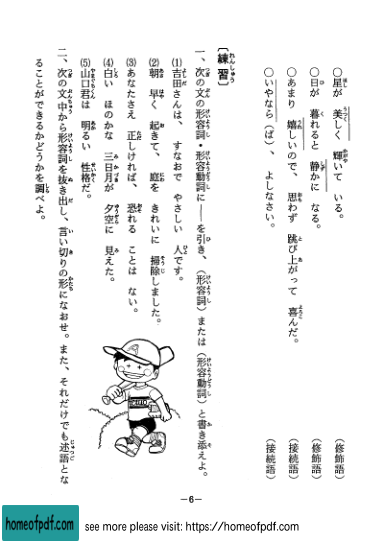 ○星が 美しく 輝いて いる。 (修飾語)
○日が 暮れると 静かに なる。 (修飾語)
○あまり 嬉しいので、 思わず 跳び上がって 喜んだ。 (接続語)
○いやなら（ば）、 よしなさい。 (接続語)
〔練習〕
一、次の文の形容詞・形容動詞に——を引き、（形容詞）または（形容動詞）と書き添えよ。
(1) 吉田さんは、すなおで やさしい 人です。
(2) 朝 早く 起きて、 庭を きれいに 掃除しました。
(3) あなたさえ 正しければ、 恐れる ことは ない。
(4) 白い ほのかな 三日月が 夕空に 見えた。
(5) 山口君は 明るい 性格だ。
二、次の文中から形容詞を抜き出し、言い切りの形になおせ。また、それだけでも述語とな
ることができるかどうかを調べよ。
－6－
homeofpdf.com
see more please visit: https://homeofpdf.com